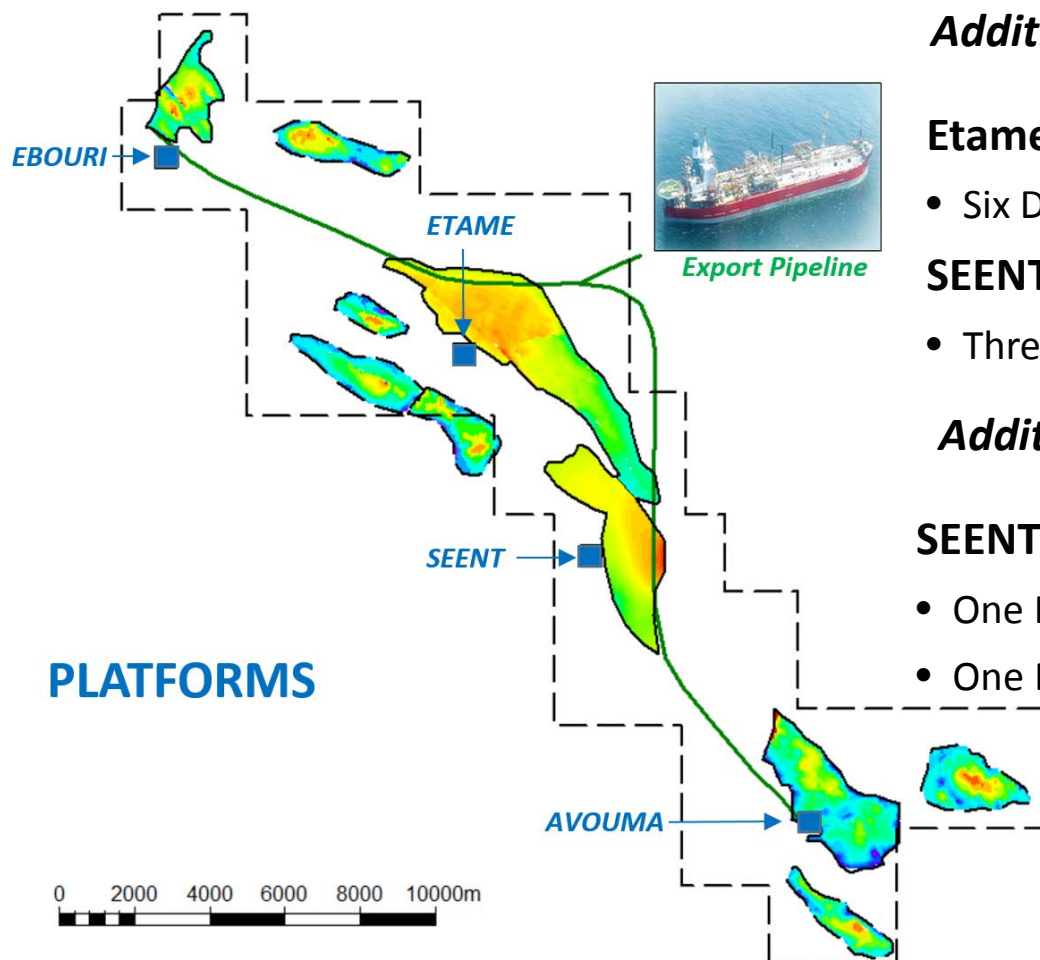 EBOURI
ETAME
Export Pipeline
SEENT
PLATFORMS
AVOUMA
0 2000 4000 6000 8000 10000m
Etame
• Six
SEENT
•
SEENT
• One
• One